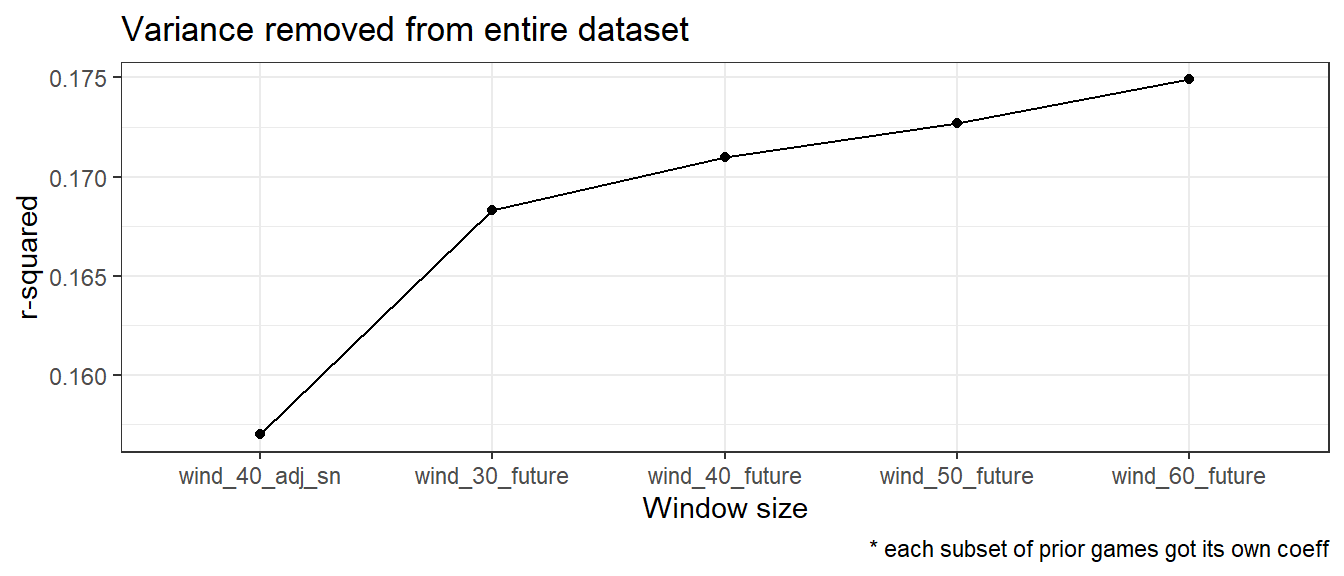 Variance removed from entire dataset
r-squared
0.175
0.170
0.165
0.160
wind_40_adj_sn wind_30_future wind_40_future wind_50_future wind_60_future
Window size
* each subset of prior games got its own coeff